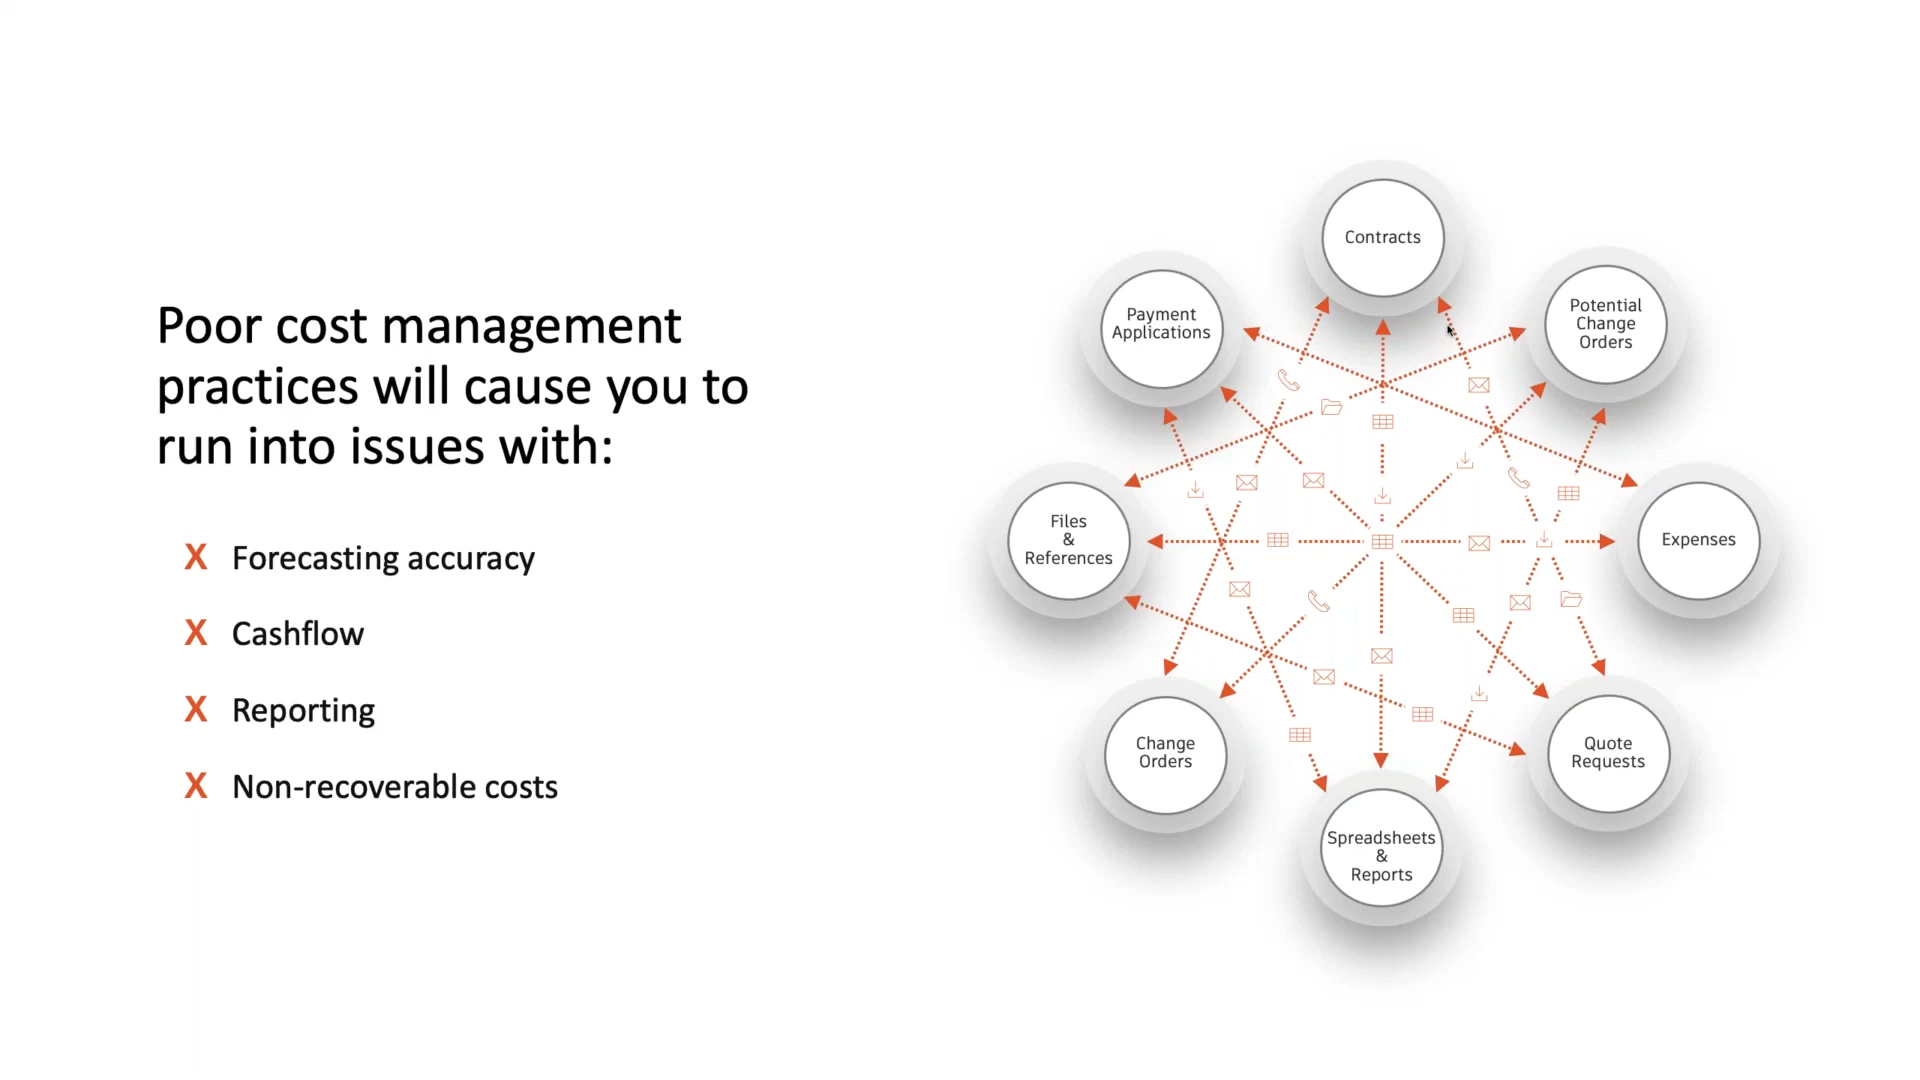 Poor cost management
practices will cause you to
run into issues with:
X Forecasting accuracy
X Cashflow
X Reporting
X Non-recoverable costs
Contracts
Payment
Applications
Potential
Change
Orders
Files
&
References
Expenses
Change
Orders
Quote
Requests
Spreadsheets
&
Reports